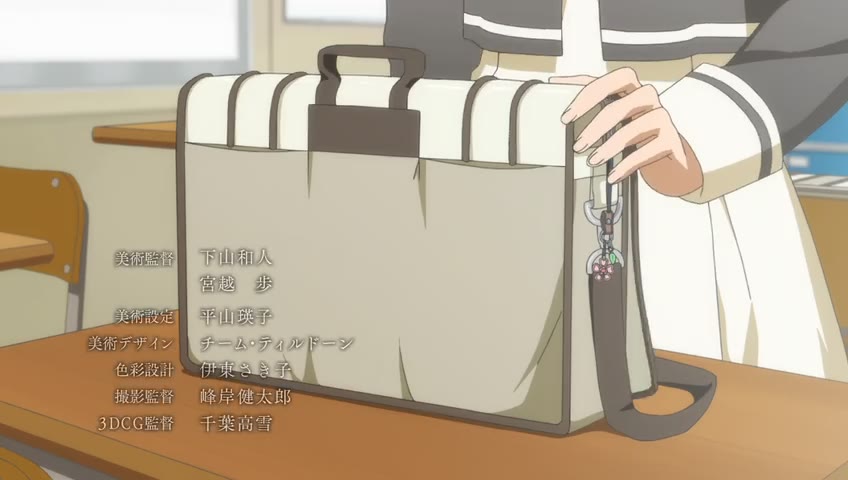 美術監督 下山和人
宮越 歩
美術設定 平山瑛子
美術デザイン チーム・ティルドーン
色彩設計 伊東さき子
撮影監督 峰岸健太郎
3DCG監督 千葉高雪